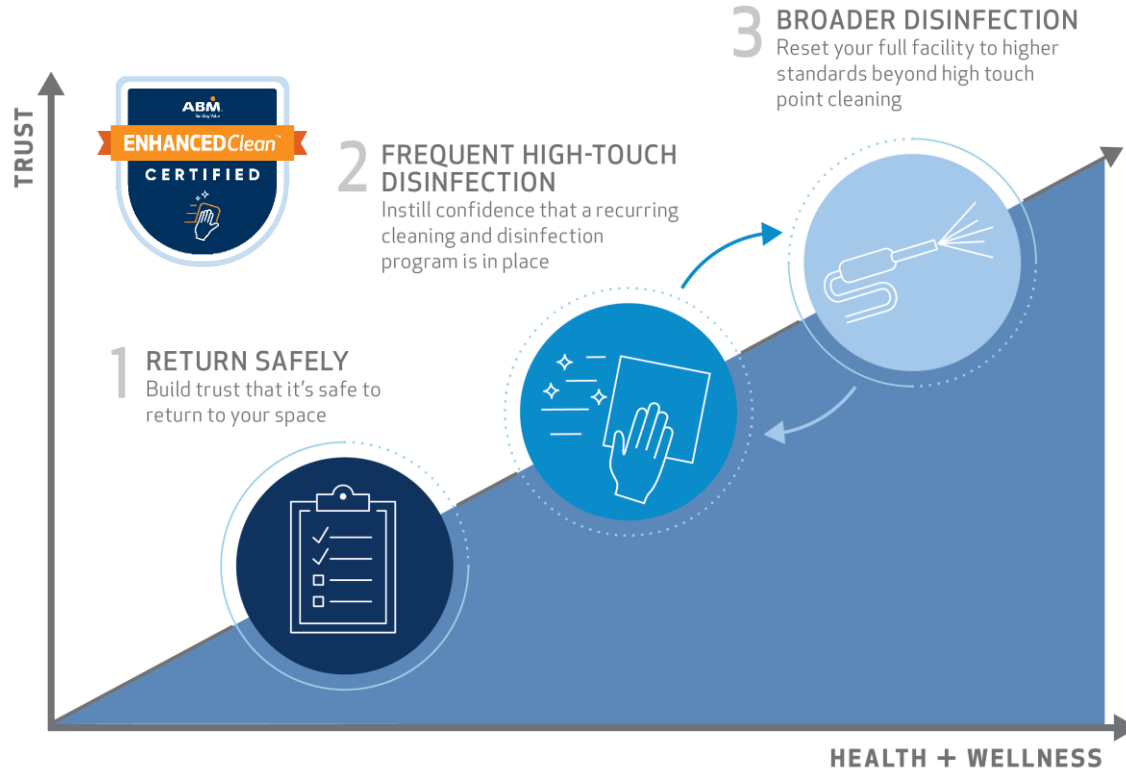 TRUST
ABM
Building Value
ENHANCEDClean™
CERTIFIED
1
RETURN SAFELY
Build trust that it's safe to
return to your space
2
FREQUENT HIGH-TOUCH
DISINFECTION
Instill confidence that a recurring
cleaning and disinfection
program is in place
3
BROADER DISINFECTION
Reset your full facility to higher
standards beyond high touch
point cleaning
HEALTH + WELLNESS